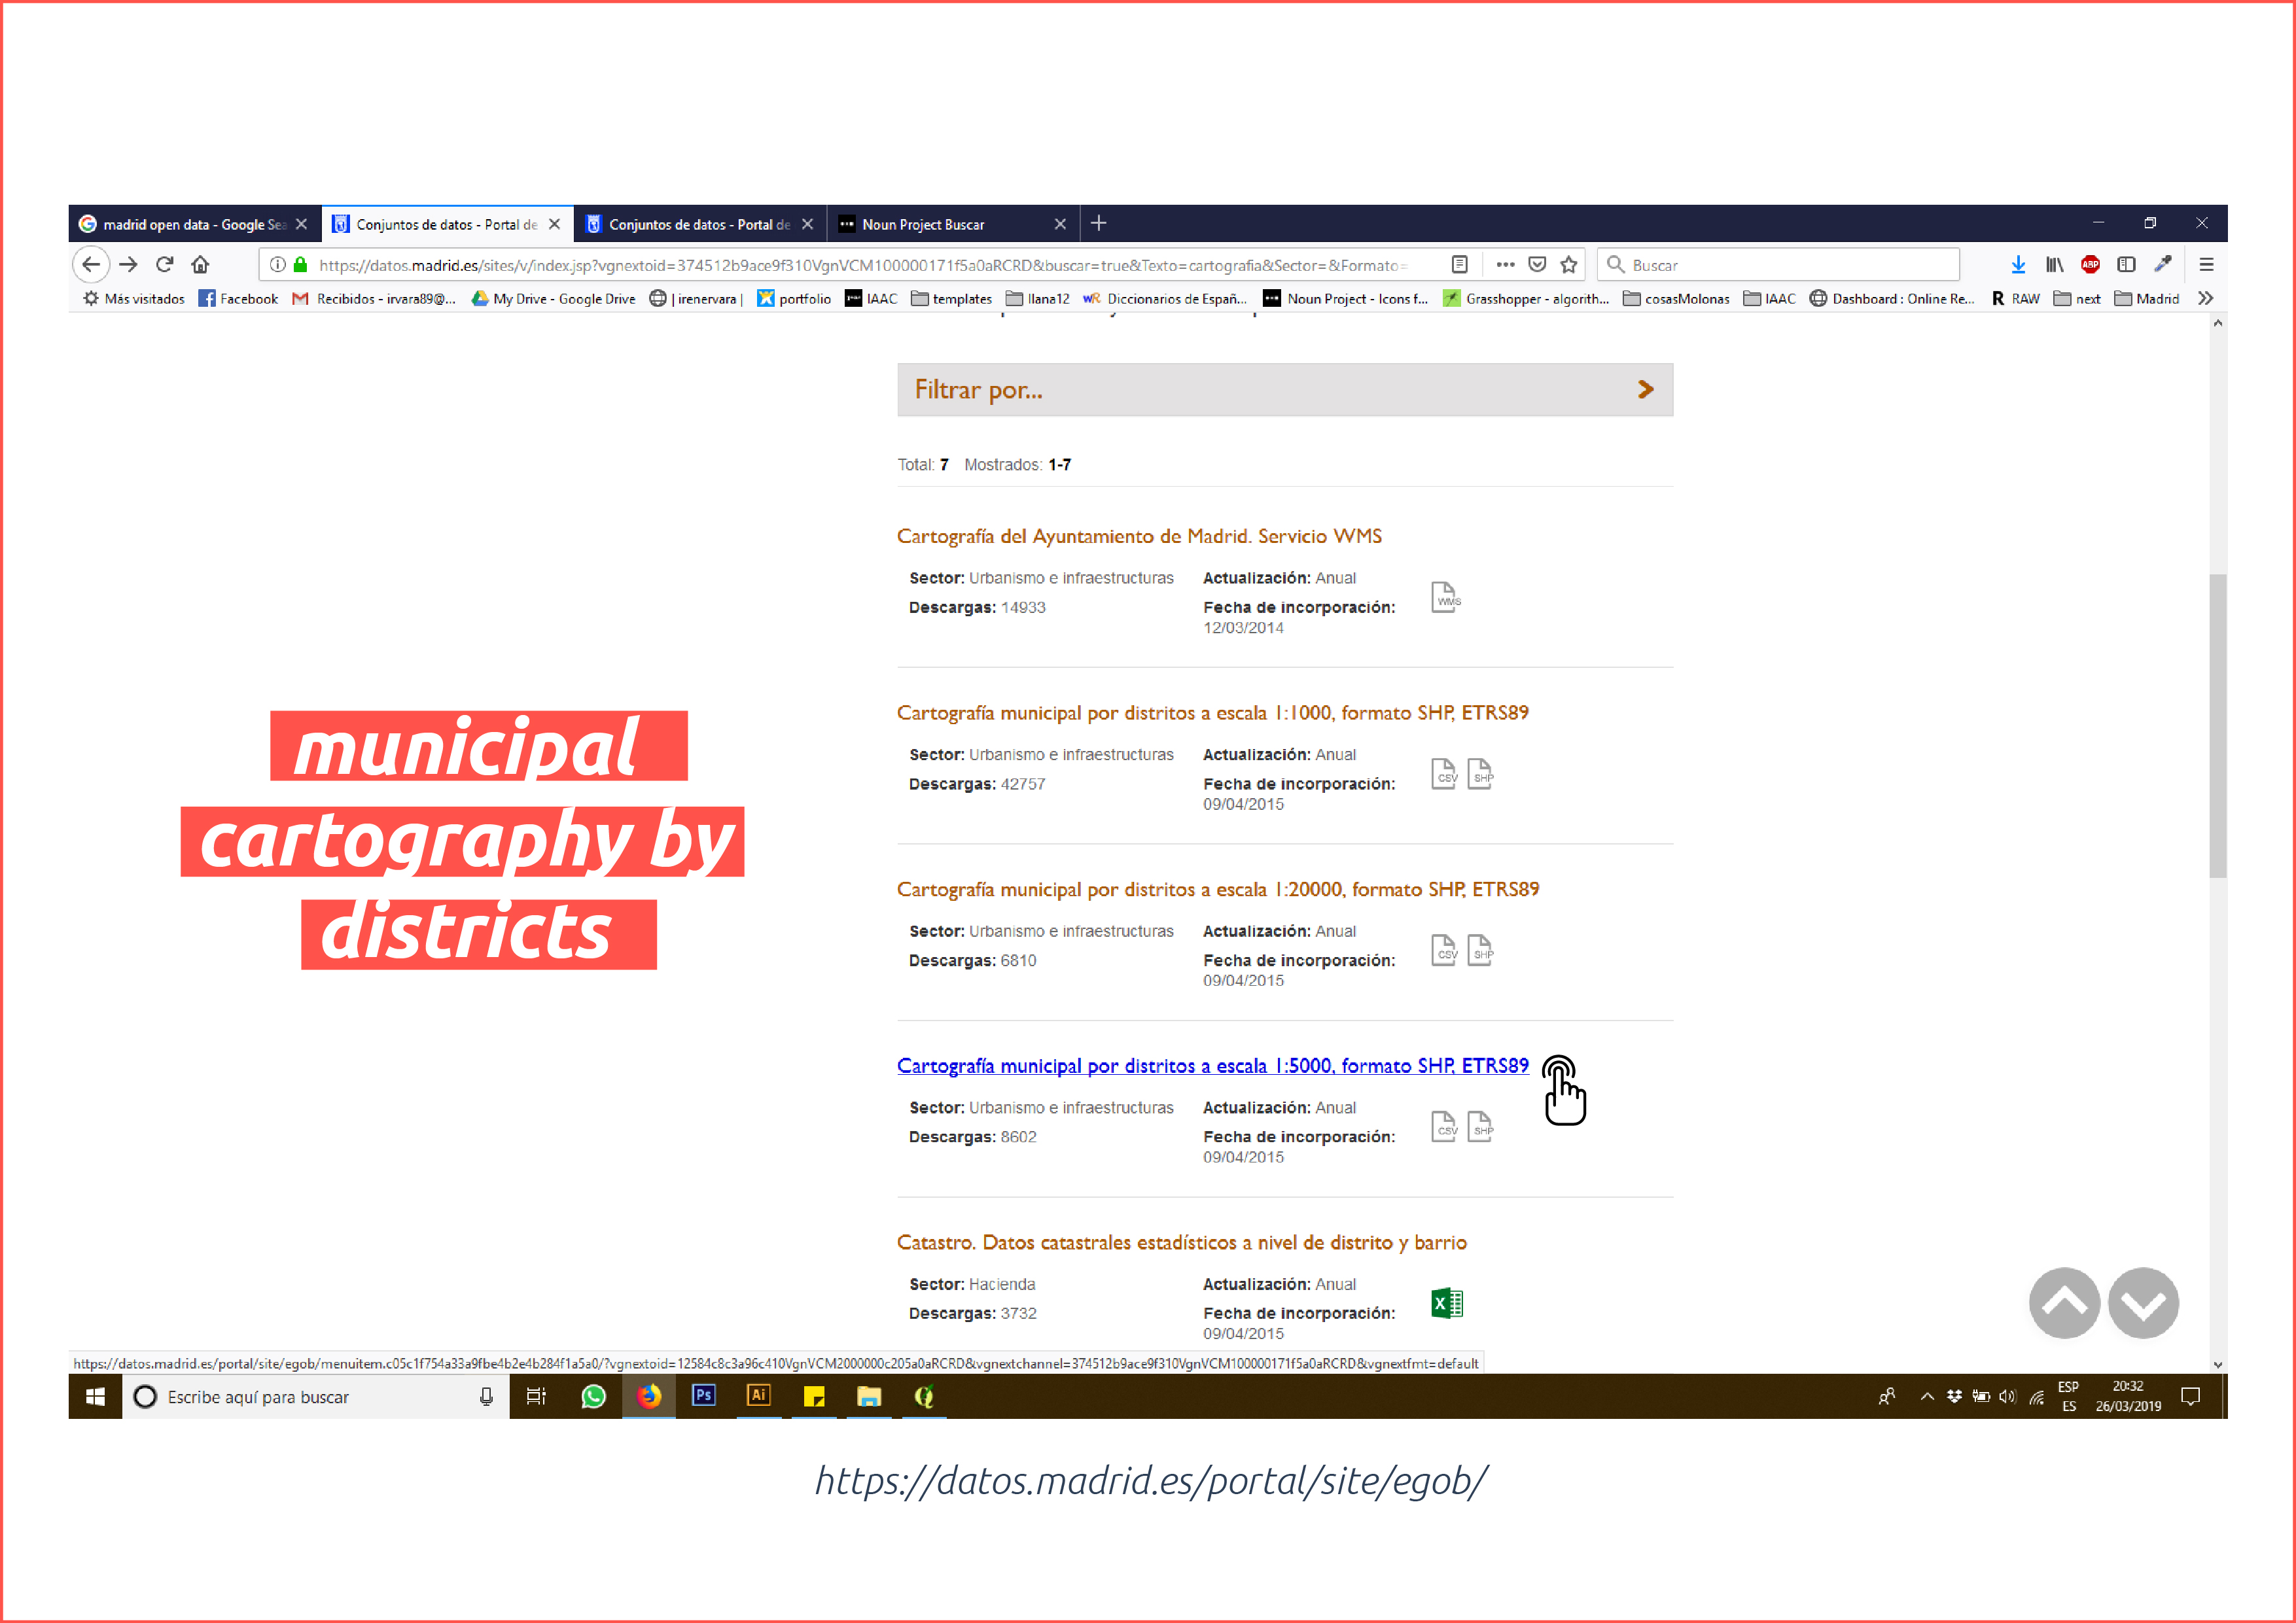 madrid open data - Google Sea
Conjuntos de datos - Portal de
Conjuntos de datos - Portal de
Noun Project Buscar
https://datos.madrid.es/sites/v/index.jsp?vgnextoid=374512b9ace9f310VgnVCM100000171f5a0aRCRD&buscar=true&Texto=cartografia&Sector=&Formato=
Buscar
ABP
Más visitados
Facebook
Recibidos - irvara89@...
My Drive - Google Drive
| irenervara |
portfolio
IAAC
templates
Ilana12
wR Diccionarios de Españ...
Noun Project - Icons f...
Grasshopper - algorith...
cosasMolonas
IAAC
Dashboard : Online Re...
R RAW
next
Madrid
Filtrar por...
Total: 7 Mostrados: 1-7
Cartografía del Ayuntamiento de Madrid. Servicio WMS
Sector: Urbanismo e infraestructuras Actualización: Anual
Descargas: 14933 Fecha de incorporación:
12/03/2014
WMS
Cartografía municipal por distritos a escala 1:1000, formato SHP, ETRS89
Sector: Urbanismo e infraestructuras Actualización: Anual
Descargas: 42757 Fecha de incorporación:
09/04/2015
CSV SHP
Cartografía municipal por distritos a escala 1:20000, formato SHP, ETRS89
Sector: Urbanismo e infraestructuras Actualización: Anual
Descargas: 6810 Fecha de incorporación:
09/04/2015
CSV SHP
Cartografía municipal por distritos a escala 1:5000, formato SHP, ETRS89
Sector: Urbanismo e infraestructuras Actualización: Anual
Descargas: 8602 Fecha de incorporación:
09/04/2015
CSV SHP
Catastro. Datos catastrales estadísticos a nivel de distrito y barrio
Sector: Hacienda Actualización: Anual
Descargas: 3732 Fecha de incorporación:
09/04/2015
X
municipal
cartography by
districts
https://datos.madrid.es/portal/site/egob/menuitem.c05c1f754a33a9fbe4b2e4b284f1a5a0/?vgnextoid=12584c8c3a96c410VgnVCM2000000c205a0aRCRD&vgnextchannel=374512b9ace9f310VgnVCM100000171f5a0aRCRD&vgnextfmt=default
Escribe aquí para buscar
Ps
Ai
ESP
ES
20:32
26/03/2019
https://datos.madrid.es/portal/site/egob/